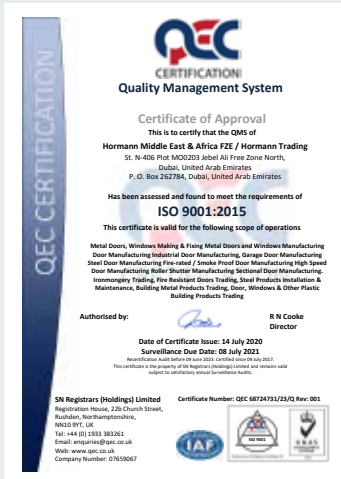 QEC
CERTIFICATION
QEC CERTIFICATION
Quality Management System
Certificate of Approval
This is to certify that the QMS of
Hormann Middle East & Africa FZE / Hormann Trading
St. N-406 Plot MO0203 Jebel Ali Free Zone North,
Dubai, United Arab Emirates
P. O. Box 262784, Dubai, United Arab Emirates
Has been assessed and found to meet the requirements of
ISO 9001:2015
This certificate is valid for the following scope of operations
Metal Doors, Windows Making & Fixing Metal Doors and Windows Manufacturing
Door Manufacturing Industrial Door Manufacturing, Garage Door Manufacturing
Steel Door Manufacturing Fire-rated / Smoke Proof Door Manufacturing High Speed
Door Manufacturing Roller Shutter Manufacturing Sectional Door Manufacturing.
Ironmongery Trading, Fire Resistant Doors Trading, Steel Products Installation &
Maintenance, Building Metal Products Trading, Door, Windows & Other Plastic
Building Products Trading
Authorised by:
R N Cooke
Director
Date of Certificate Issue: 14 July 2020
Surveillance Due Date: 08 July 2021
Recertification Audit before 09 June 2023. Certified since 09 July 2017.
This certificate is the property of SN Registrars (Holdings) Limited and remains valid
subject to satisfactory annual Surveillance Audits.
SN Registrars (Holdings) Limited
Registration House, 22b Church Street,
Rushden, Northamptonshire,
NN10 9YT, UK
Tel: +44 (0) 1933 383261
Email: enquiries@qec.co.uk
Web: www.qec.co.uk
Company Number: 07659067
Certificate Number: QEC 68724731/23/Q Rev: 001
IAF
ISO 9001
UKAS